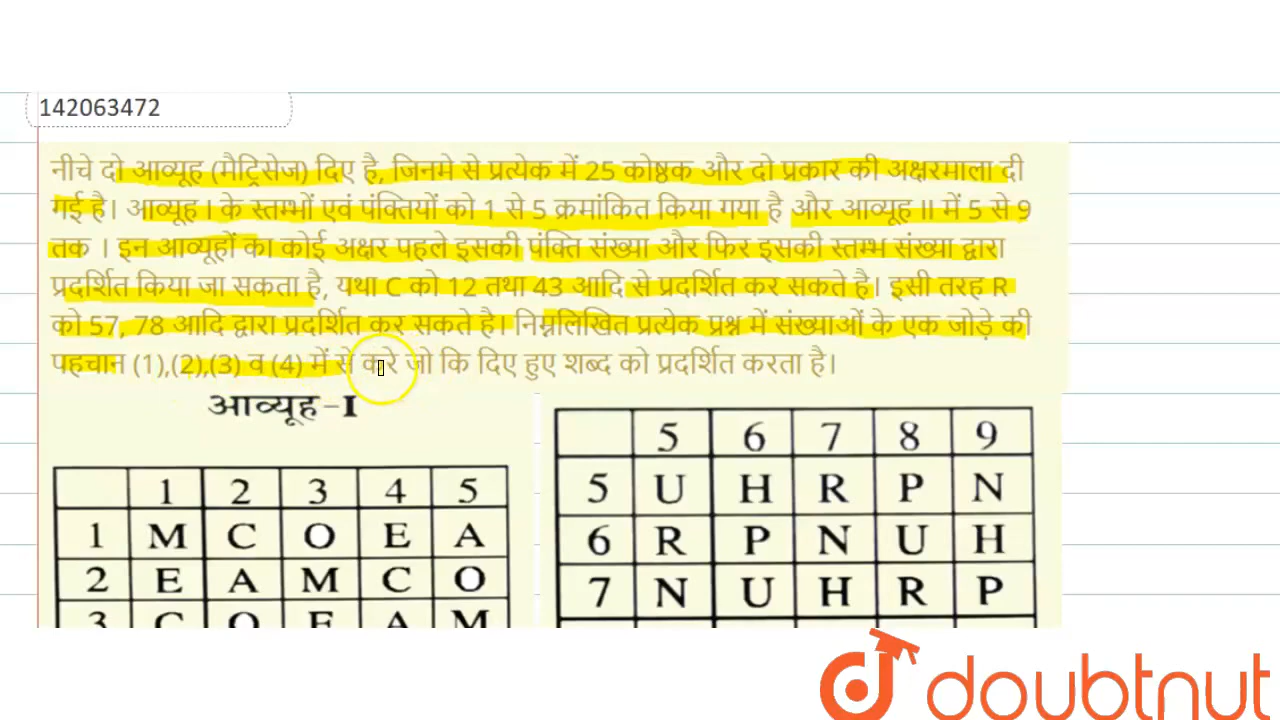 142063472
नीचे दो आव्यूह (मैट्रिसेज) दिए है, जिनमे से प्रत्येक में 25 कोष्ठक और दो प्रकार की अक्षरमाला दी
गई है। आव्यूह I के स्तम्भों एवं पंक्तियों को 1 से 5 क्रमांकित किया गया है और आव्यूह II में 5 से 9
तक । इन आव्यूहों का कोई अक्षर पहले इसकी पंक्ति संख्या और फिर इसकी स्तम्भ संख्या द्वारा
प्रदर्शित किया जा सकता है, यथा C को 12 तथा 43 आदि से प्रदर्शित कर सकते है। इसी तरह R
को 57, 78 आदि द्वारा प्रदर्शित कर सकते है। निम्नलिखित प्रत्येक प्रश्न में संख्याओं के एक जोड़े की
पहचान (1),(2),(3) व (4) में से करे जो कि दिए हुए शब्द को प्रदर्शित करता है।
आव्यूह-I
1 2 3 4 5
1 M C O E A
2 E A M C O
3 C O E A M
5 6 7 8 9
5 U H R P N
6 R P N U H
7 N U H R P
doubtnut